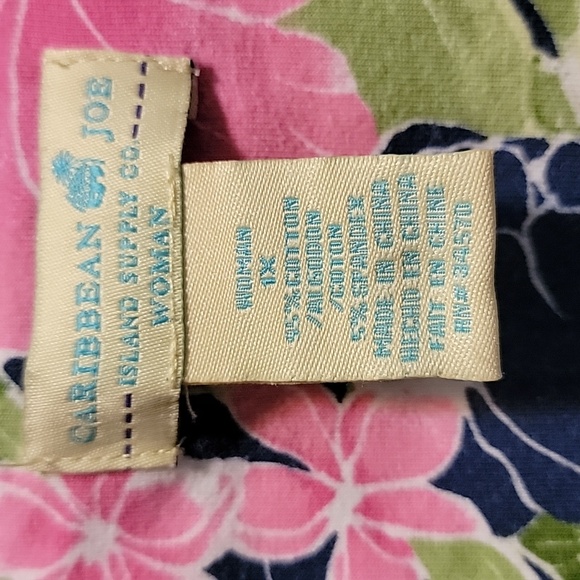 CARIBBEAN JOE
ISLAND SUPPLY CO.
WOMAN
WOMAN
1X
95% COTTON
/ALGODON
/COTON
5% SPANDEX
MADE IN CHINA
HECHO EN CHINA
FAIT EN CHINE
RN# 34570